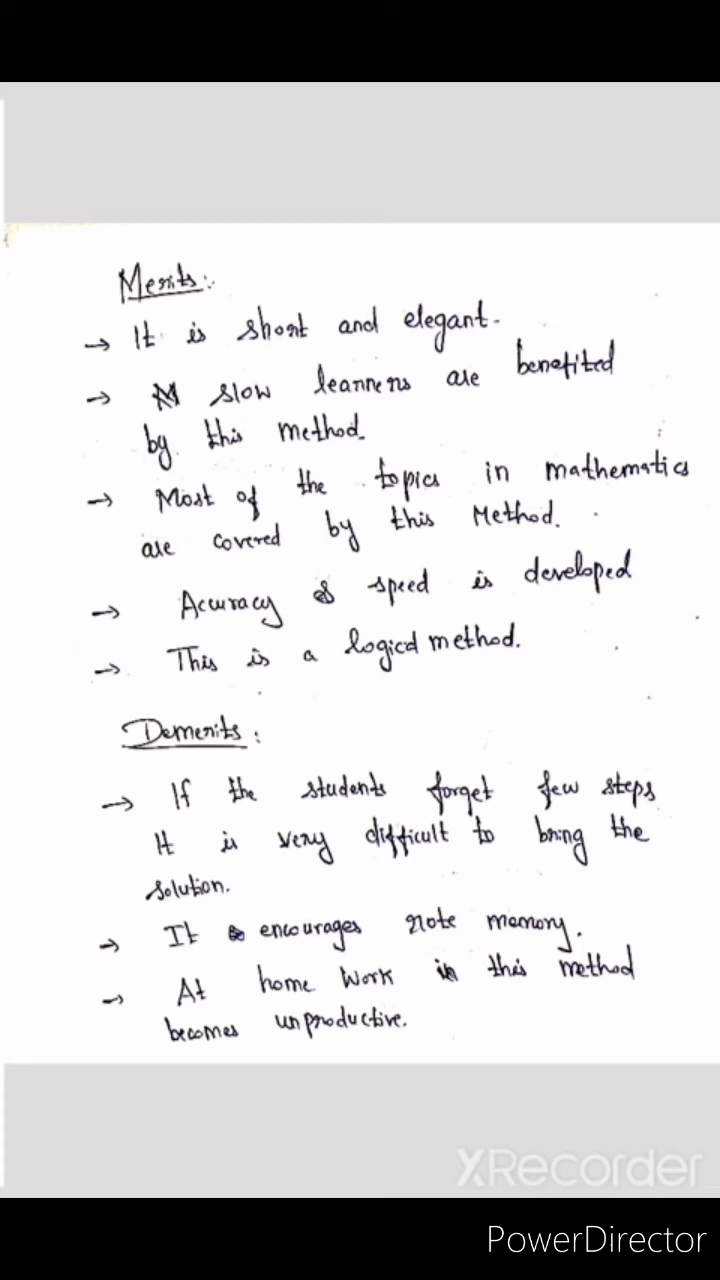 Merits:
→ It is short and elegant.
→ slow learners are benefited
by this method.
→ Most of the topics in mathematics
are covered by this Method.
→ Accuracy & speed is developed
→ This is a logical method.
Demerits:
→ If the students forget few steps
It is very difficult to bring the
solution.
→ It encourages rote memory.
→ At home work in this method
becomes unproductive.
XRecorder
PowerDirector